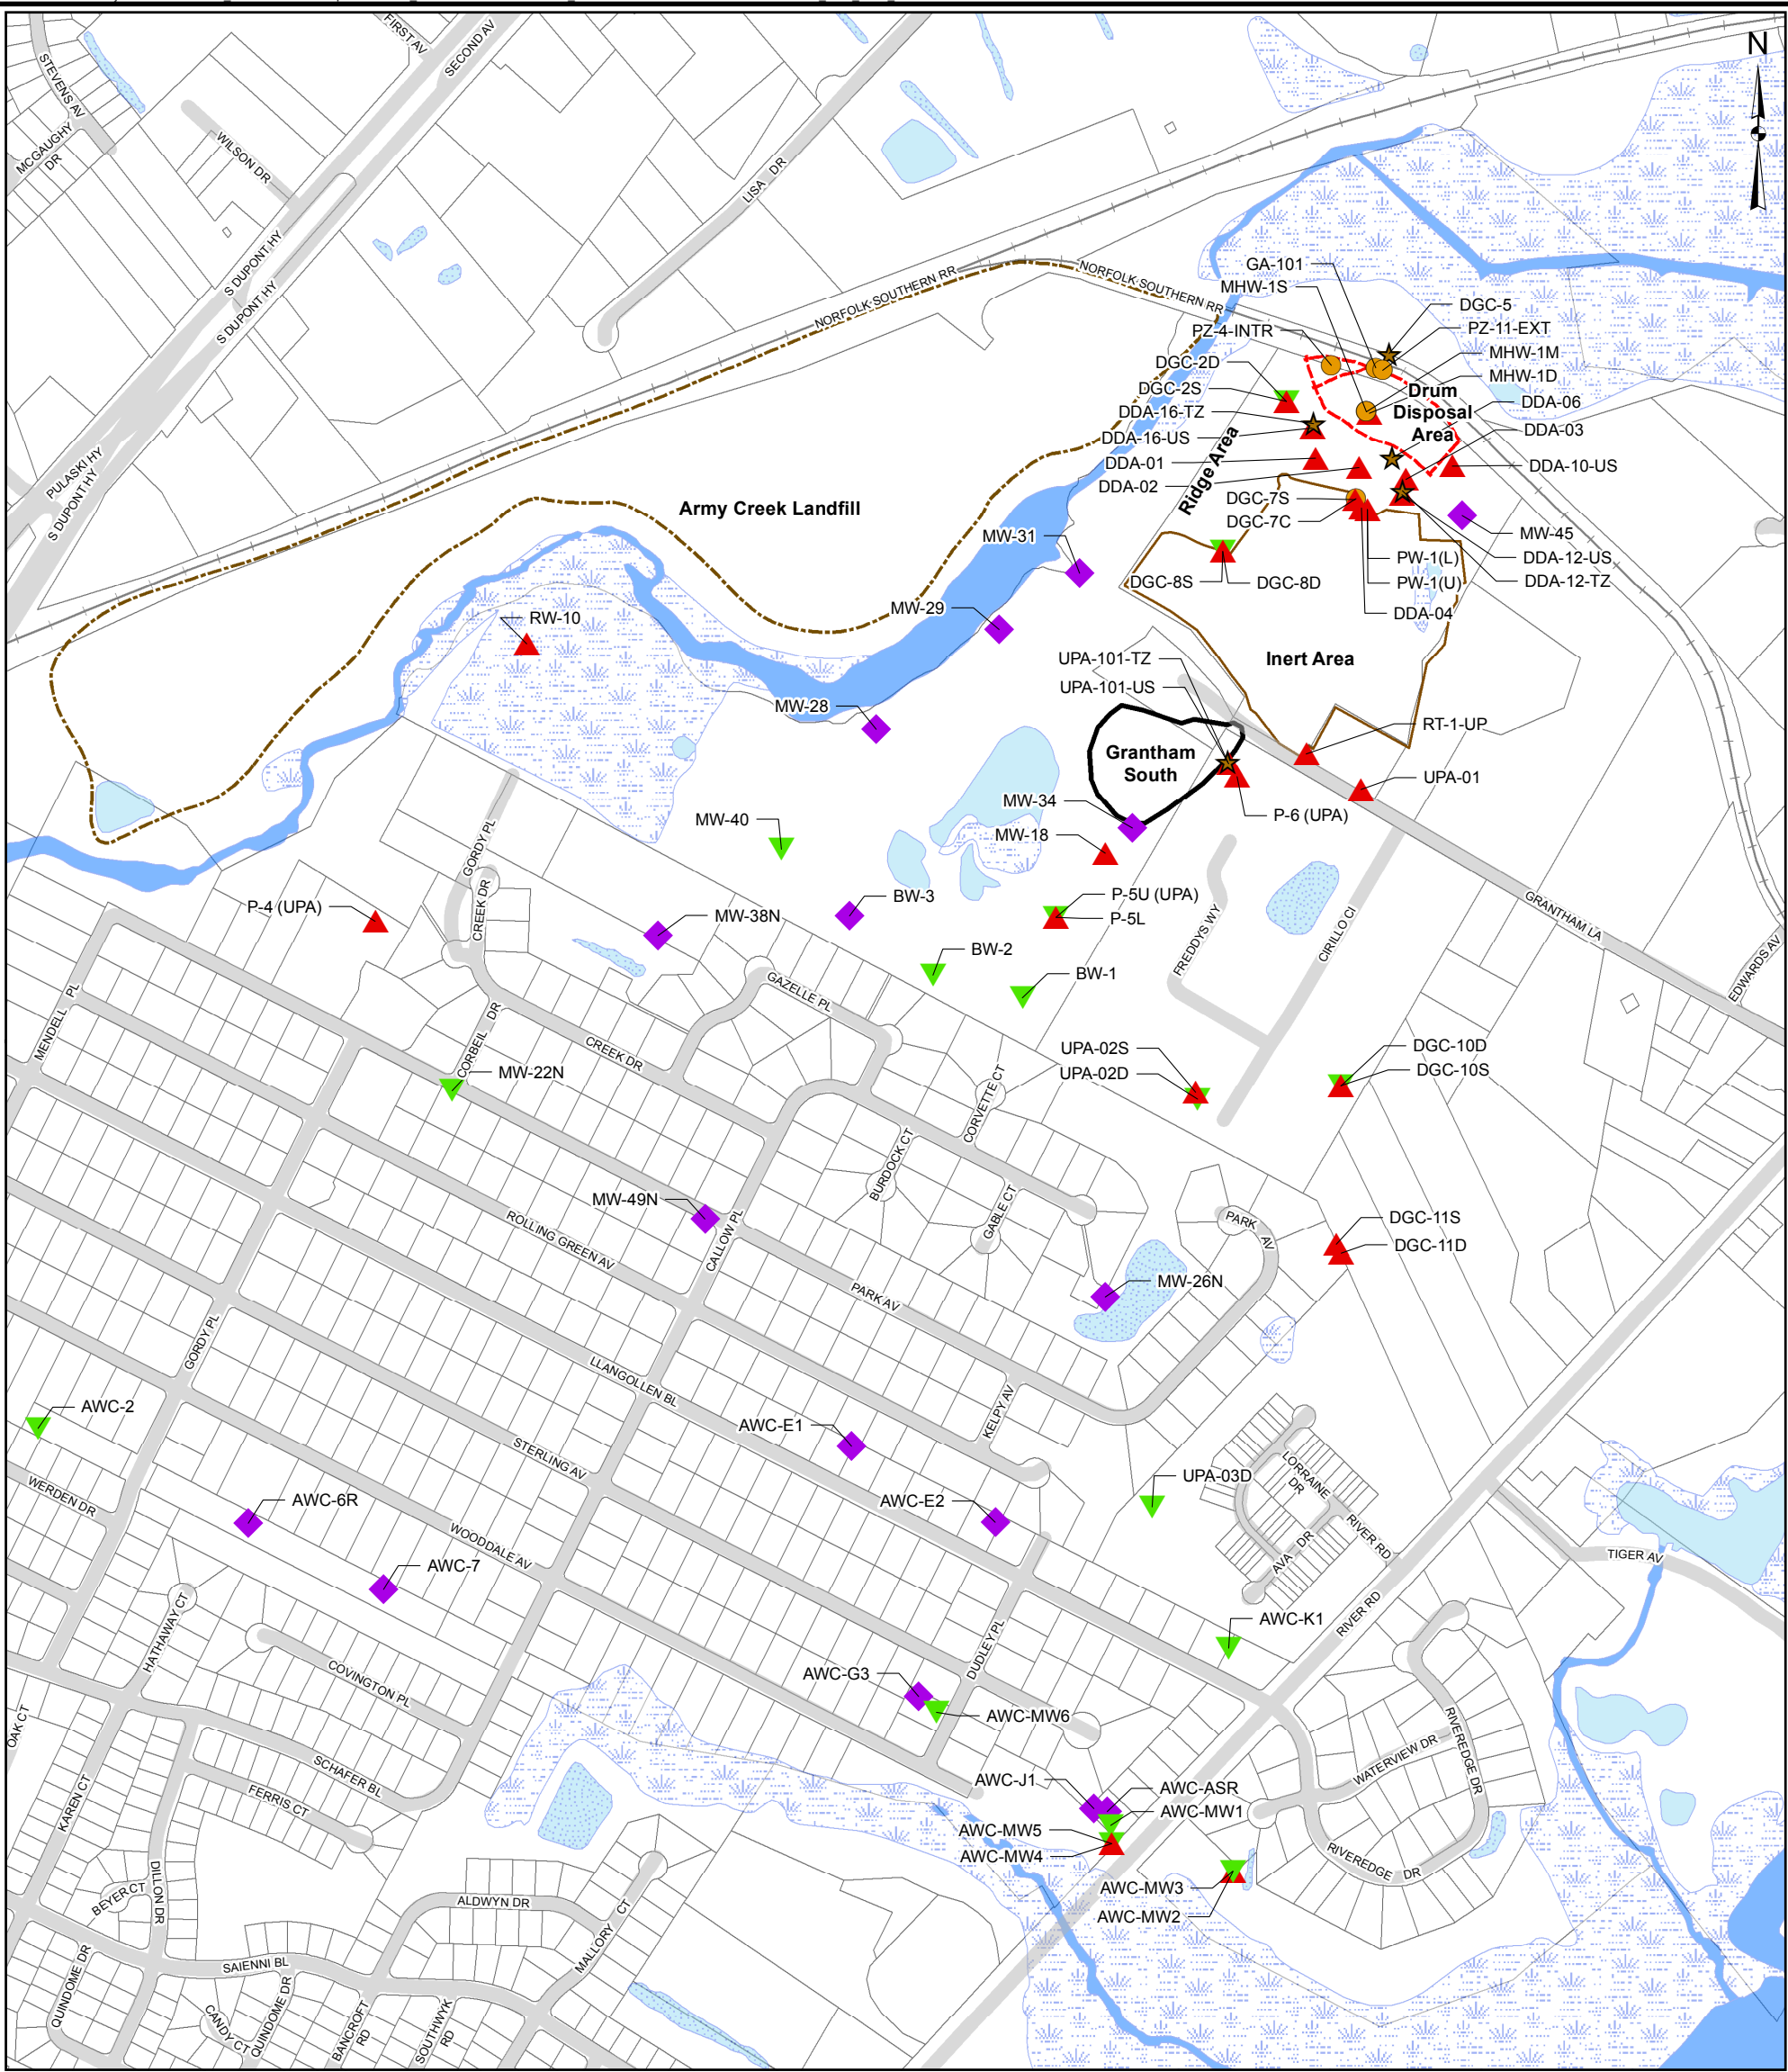 N
FIRST AV
SECOND AV
STEVENS AV
MCGAUGHY
DR
WILSON DR
LISA DR
S DUPONT HY
S DUPONT HY
PULASKI HY
S DUPONT HY
NORFOLK SOUTHERN RR
NORFOLK SOUTHERN RR
GA-101
MHW-1S
DGC-5
PZ-4-INTR
PZ-11-EXT
MHW-1M
DGC-2D
MHW-1D
DGC-2S
Drum
Disposal
Area
DDA-06
DDA-16-TZ
DDA-03
DDA-16-US
DDA-01
DDA-10-US
DDA-02
Ridge Area
DGC-7S
DGC-7C
Army Creek Landfill
MW-31
MW-45
PW-1(L)
DDA-12-US
DGC-8S
DGC-8D
PW-1(U)
DDA-12-TZ
MW-29
DDA-04
RW-10
UPA-101-TZ
Inert Area
UPA-101-US
MW-28
RT-1-UP
Grantham
South
UPA-01
MW-34
P-6 (UPA)
MW-40
MW-18
GORDY PL
BW-3
P-5U (UPA)
P-5L
P-4 (UPA)
CREEK DR
MW-38N
GRANTHAM LA
FREDDYS WY
CIRILLO CI
EDWARDS AV
BW-2
BW-1
GAZELLE PL
MENDELL PL
CORBEIL DR
CREEK DR
UPA-02S
UPA-02D
DGC-10D
DGC-10S
MW-22N
CORVETTE CT
BURDOCK CT
MW-49N
GABLE CT
PARK AV
DGC-11S
DGC-11D
ROLLING GREEN AV
CALLOW PL
MW-26N
PARK AV
GORDY PL
LLANGOLLEN BL
KELPY AV
AWC-2
AWC-E1
STERLING AV
LORRAINE
DR
WERDEN DR
UPA-03D
AWC-6R
AWC-E2
RIVER RD
AVA DR
WOODDALE AV
TIGER AV
AWC-7
RIVER RD
HATHAWAY CT
AWC-K1
DUDLEY PL
COVINGTON PL
AWC-G3
AWC-MW6
OAK CT
RIVEREDGE DR
WATERVIEW DR
SCHAFER BL
AWC-J1
AWC-ASR
KAREN CT
FERRIS CT
AWC-MW1
AWC-MW5
AWC-MW4
RIVEREDGE DR
AWC-MW3
AWC-MW2
BEYER CT
DILLON DR
ALDWYN DR
MALLORY CT
SAIENNI BL
QUINDOME DR
CANDY CT
QUINDOME DR
BANCROFT
RD
SOUTHWYK
RD